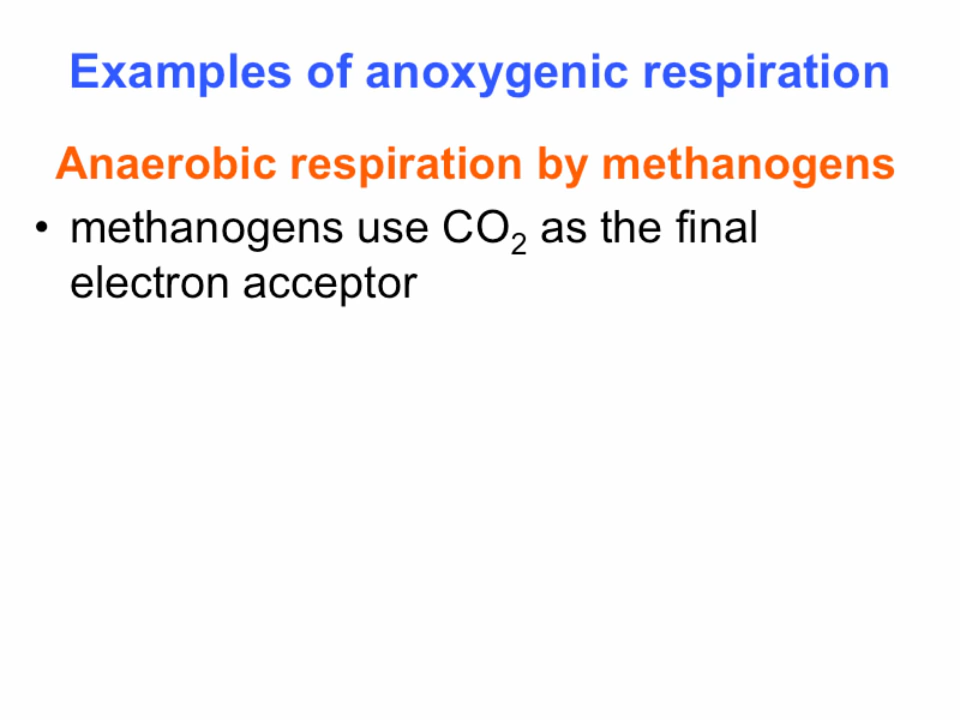 Examples of anoxygenic respiration
Anaerobic respiration by methanogens
• methanogens use CO₂ as the final
electron acceptor